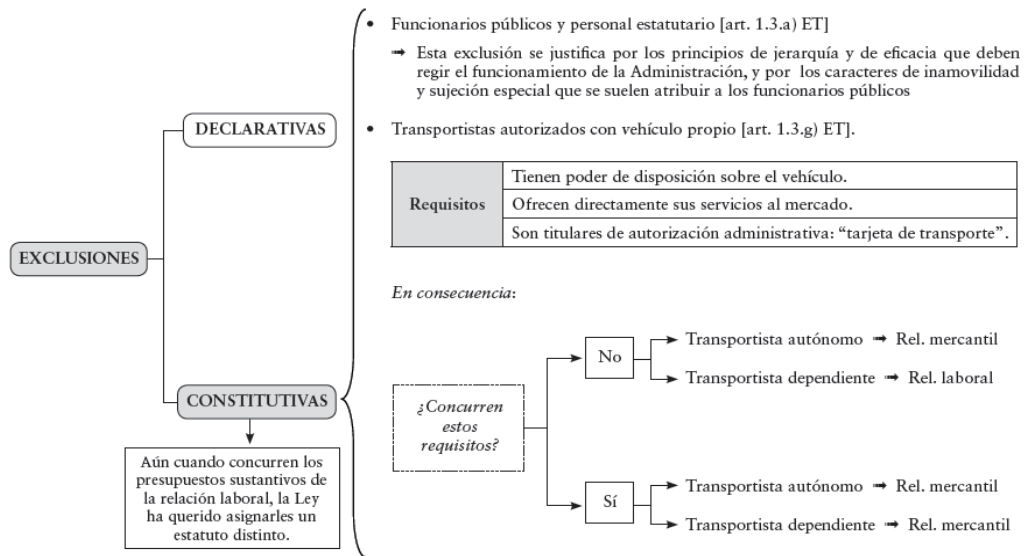 EXCLUSIONES
DECLARATIVAS
CONSTITUTIVAS
Aún cuando concurren los
presupuestos sustantivos de
la relación laboral, la Ley
ha querido asignarles un
estatuto distinto.
• Funcionarios públicos y personal estatutario [art. 1.3.a) ET]
➟ Esta exclusión se justifica por los principios de jerarquía y de eficacia que deben
regir el funcionamiento de la Administración, y por los caracteres de inamovilidad
y sujeción especial que se suelen atribuir a los funcionarios públicos
• Transportistas autorizados con vehículo propio [art. 1.3.g) ET].
Requisitos
Tienen poder de disposición sobre el vehículo.
Ofrecen directamente sus servicios al mercado.
Son titulares de autorización administrativa: “tarjeta de transporte”.
En consecuencia:
¿Concurren
estos
requisitos?
No
Transportista autónomo ➟ Rel. mercantil
Transportista dependiente ➟ Rel. laboral
Sí
Transportista autónomo ➟ Rel. mercantil
Transportista dependiente ➟ Rel. mercantil